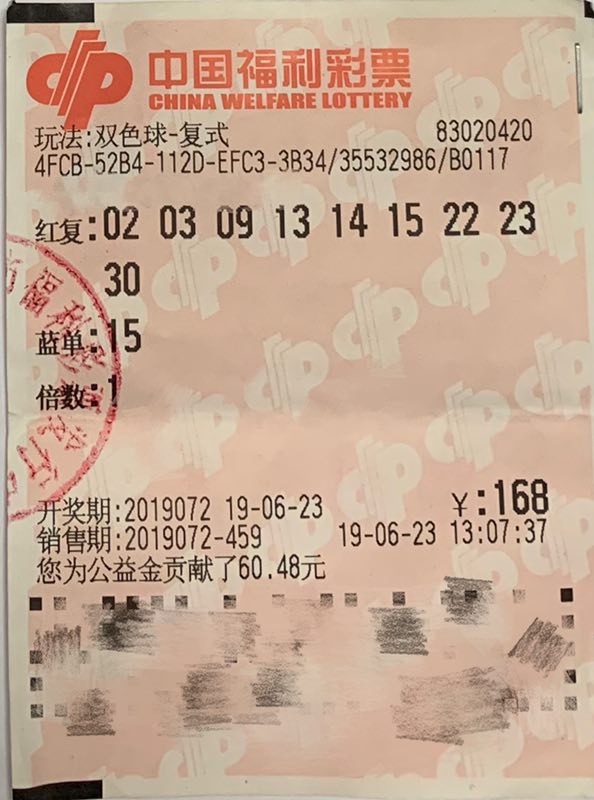 中国福利彩票
CHINA WELFARE LOTTERY
玩法:双色球-复式 83020420
4FCB-52B4-112D-EFC3-3B34/35532986/B0117
红复:02 03 09 13 14 15 22 23
30
蓝单:15
倍数:1
开奖期:2019072 19-06-23 ¥:168
销售期:2019072-459 19-06-23 13:07:37
您为公益金贡献了60.48元